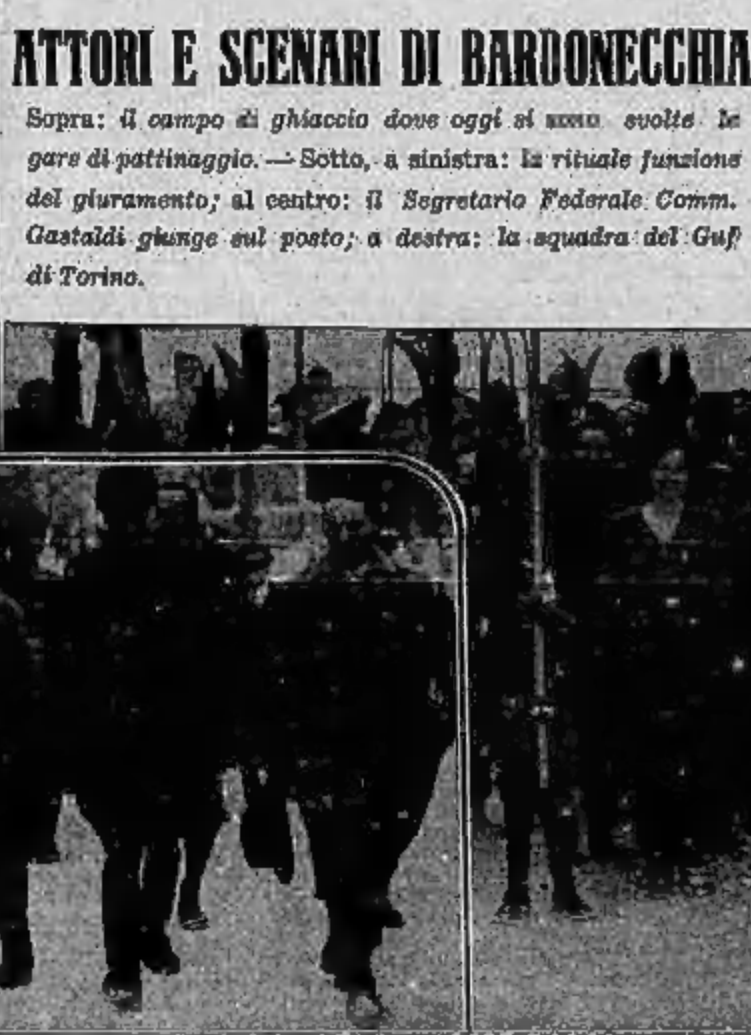 ATTORI E SCENARI DI BARDONECCHIA
Sopra: il campo di ghiaccio dove oggi si sono svolte le
gare di pattinaggio. — Sotto, a sinistra: la rituale funzione
del giuramento; al centro: il Segretario Federale Comm.
Gastaldi giunge sul posto; a destra: la squadra del Guf
di Torino.